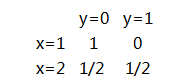 y=0 y=1
x=1 1 0
x=2 1/2 1/2